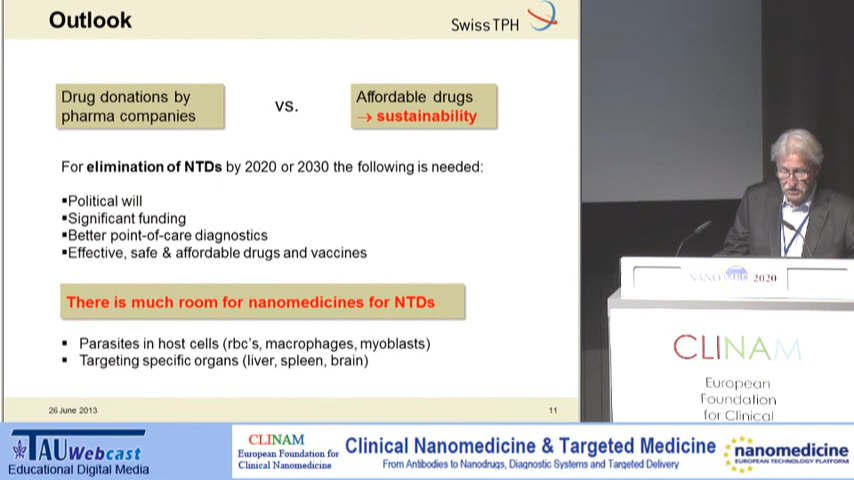 Outlook
Swiss TPH
Drug donations by
pharma companies
vs.
Affordable drugs
→ sustainability
For elimination of NTDs by 2020 or 2030 the following is needed:
▪Political will
▪Significant funding
▪Better point-of-care diagnostics
▪Effective, safe & affordable drugs and vaccines
There is much room for nanomedicines for NTDs
▪ Parasites in host cells (rbc's, macrophages, myoblasts)
▪ Targeting specific organs (liver, spleen, brain)
26 June 2013
11
NANOMED 2020
CLINAM
European
Foundation
for Clinical
TAU Webcast
Educational Digital Media
CLINAM
European Foundation for
Clinical Nanomedicine
Clinical Nanomedicine & Targeted Medicine
From Antibodies to Nanodrugs, Diagnostic Systems and Targeted Delivery
nanomedicine
EUROPEAN TECHNOLOGY PLATFORM